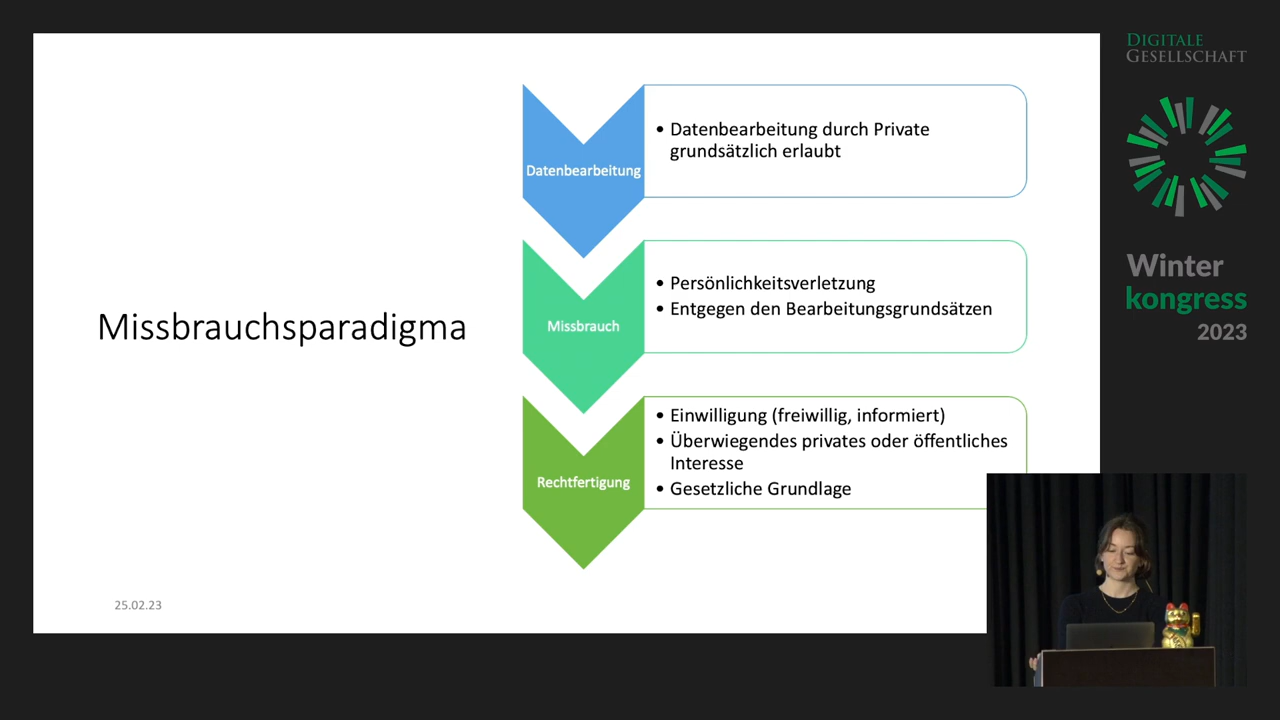 Missbrauchsparadigma
Datenbearbeitung
• Datenbearbeitung durch Private
grundsätzlich erlaubt
Missbrauch
• Persönlichkeitsverletzung
• Entgegen den Bearbeitungsgrundsätzen
Rechtfertigung
• Einwilligung (freiwillig, informiert)
• Überwiegendes privates oder öffentliches
Interesse
• Gesetzliche Grundlage
25.02.23
DIGITALE
GESELLSCHAFT
Winter
kongress
2023